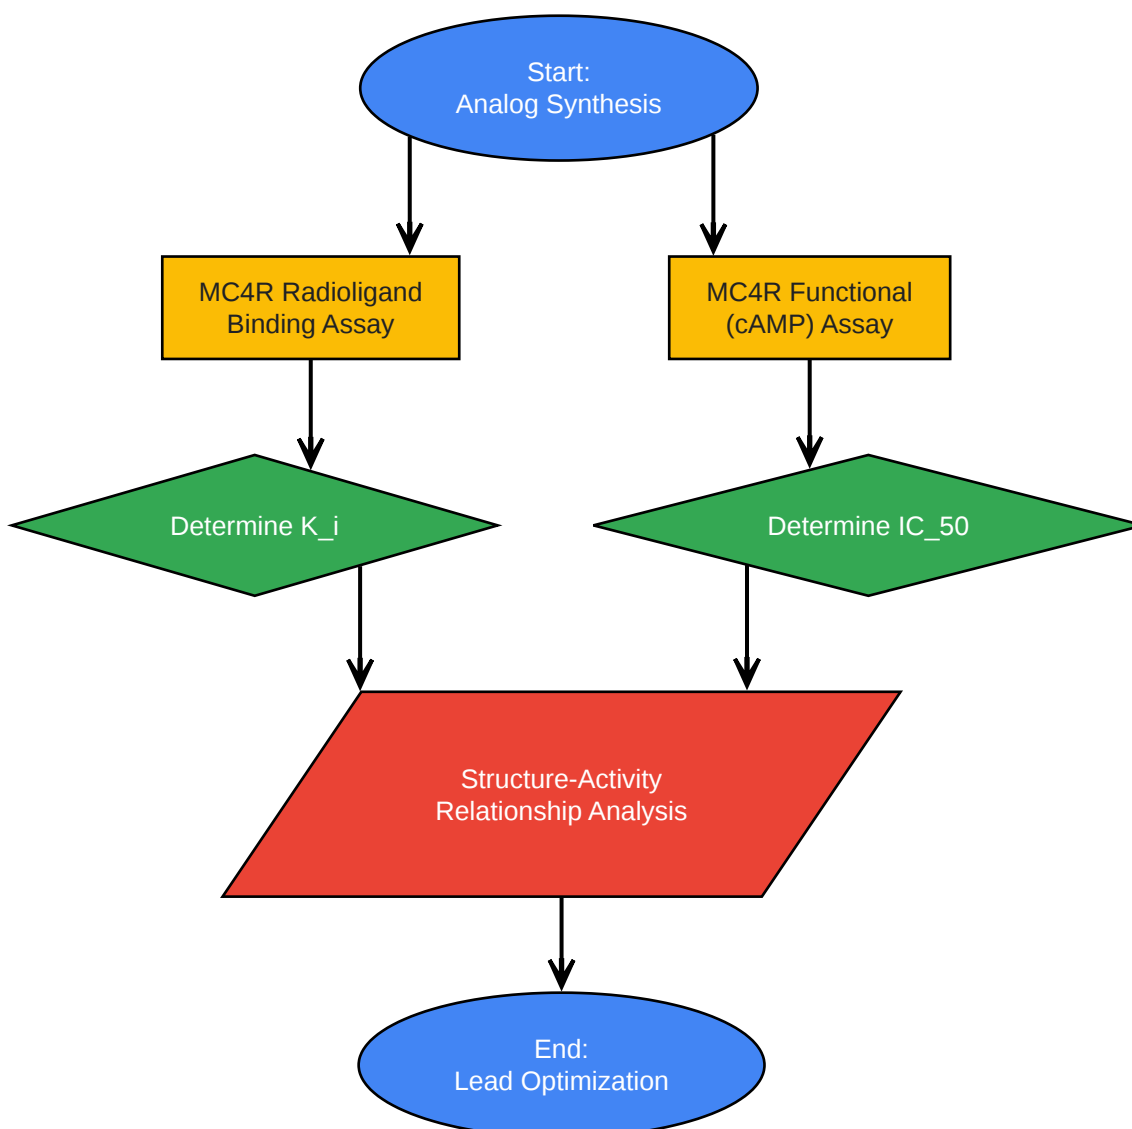 Start:
Analog Synthesis
MC4R Radioligand
Binding Assay
MC4R Functional
(cAMP) Assay
Determine K_i
Determine IC_50
Structure-Activity
Relationship Analysis
End:
Lead Optimization